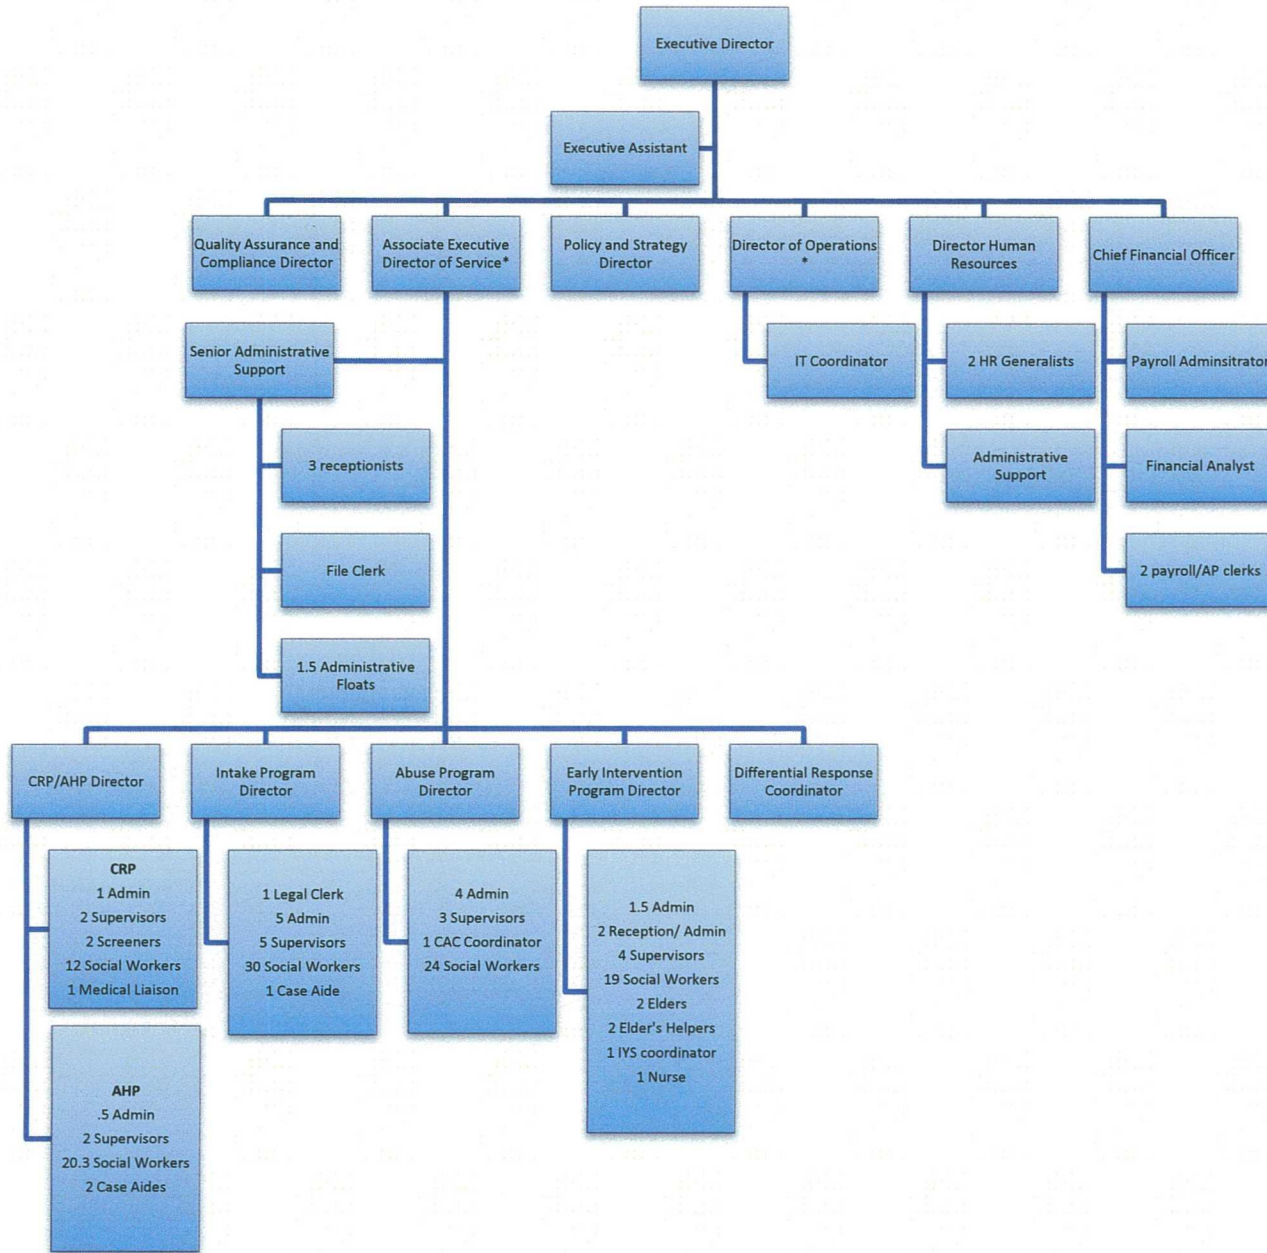 Executive Director
Executive Assistant
Quality Assurance and
Compliance Director
Associate Executive
Director of Service*
Policy and Strategy
Director
Director of Operations
*
Director Human
Resources
Chief Financial Officer
Senior Administrative
Support
3 receptionists
File Clerk
1.5 Administrative
Floats
IT Coordinator
2 HR Generalists
Administrative
Support
Payroll Adminsitrator
Financial Analyst
2 payroll/AP clerks
CRP/AHP Director
Intake Program
Director
Abuse Program
Director
Early Intervention
Program Director
Differential Response
Coordinator
CRP
1 Admin
2 Supervisors
2 Screeners
12 Social Workers
1 Medical Liaison
AHP
.5 Admin
2 Supervisors
20.3 Social Workers
2 Case Aides
1 Legal Clerk
5 Admin
5 Supervisors
30 Social Workers
1 Case Aide
4 Admin
3 Supervisors
1 CAC Coordinator
24 Social Workers
1.5 Admin
2 Reception/ Admin
4 Supervisors
19 Social Workers
2 Elders
2 Elder's Helpers
1 IYS coordinator
1 Nurse